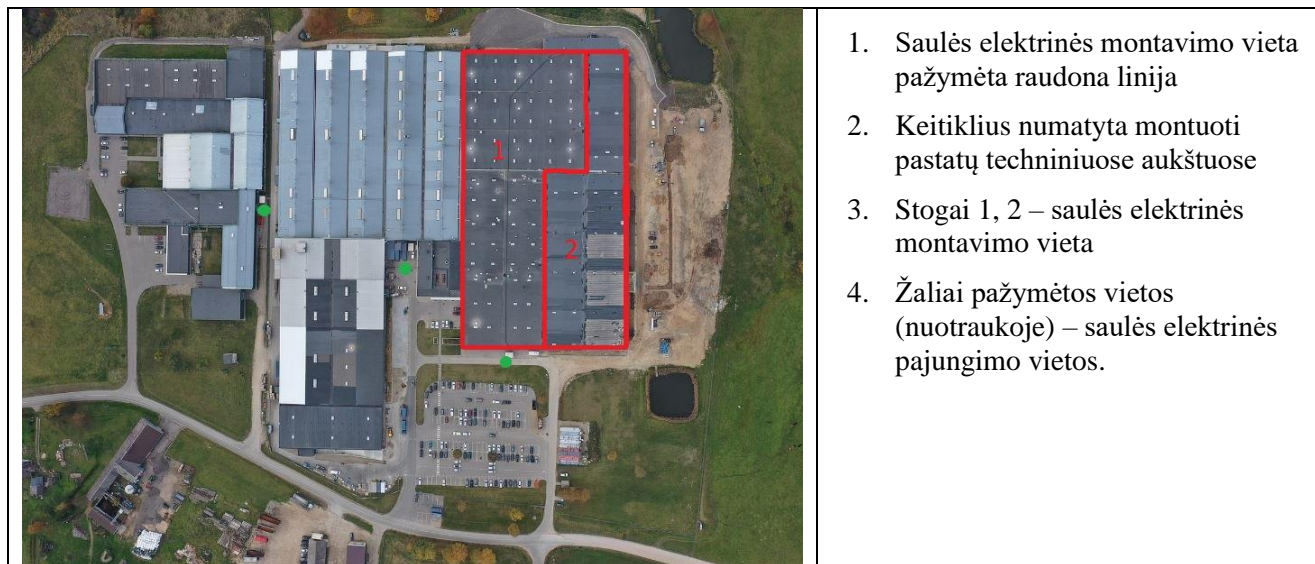 1
2
1. Saulės elektrinės montavimo vieta
pažymėta raudona linija
2. Keitiklius numatyta montuoti
pastatų techniniuose aukštuose
3. Stogai 1, 2 – saulės elektrinės
montavimo vieta
4. Žaliai pažymėtos vietos
(nuotraukoje) – saulės elektrinės
pajungimo vietos.